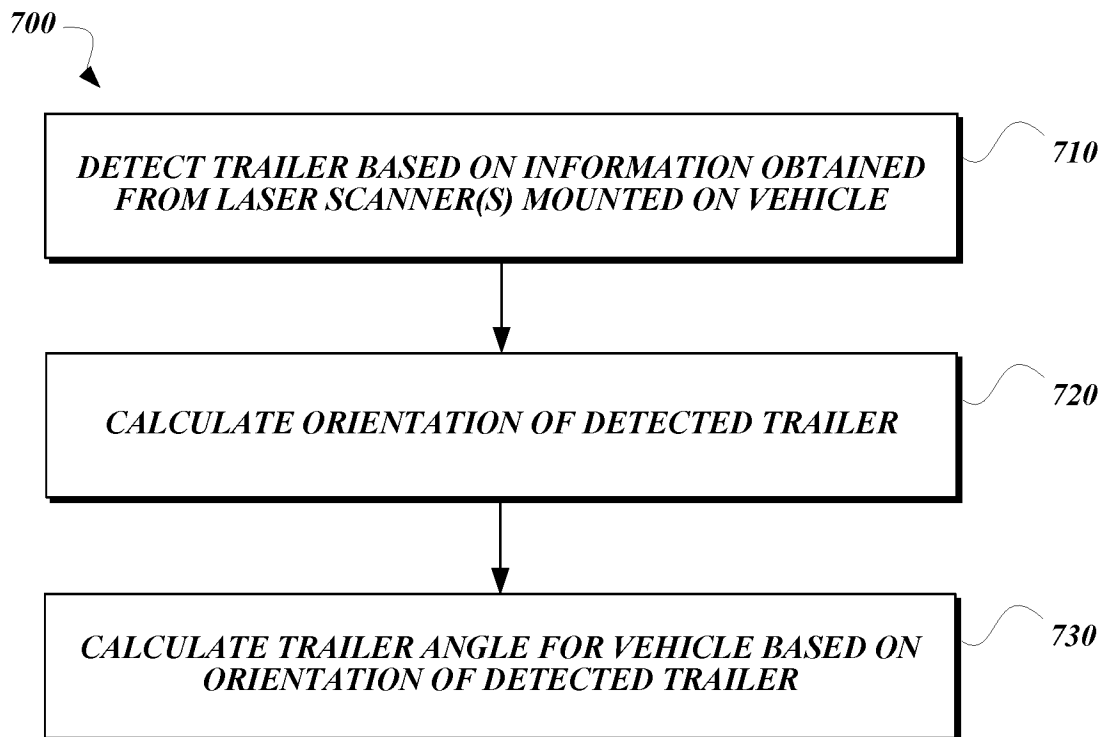 700
DETECT TRAILER BASED ON INFORMATION OBTAINED
FROM LASER SCANNER(S) MOUNTED ON VEHICLE
710
CALCULATE ORIENTATION OF DETECTED TRAILER
720
CALCULATE TRAILER ANGLE FOR VEHICLE BASED ON
ORIENTATION OF DETECTED TRAILER
730